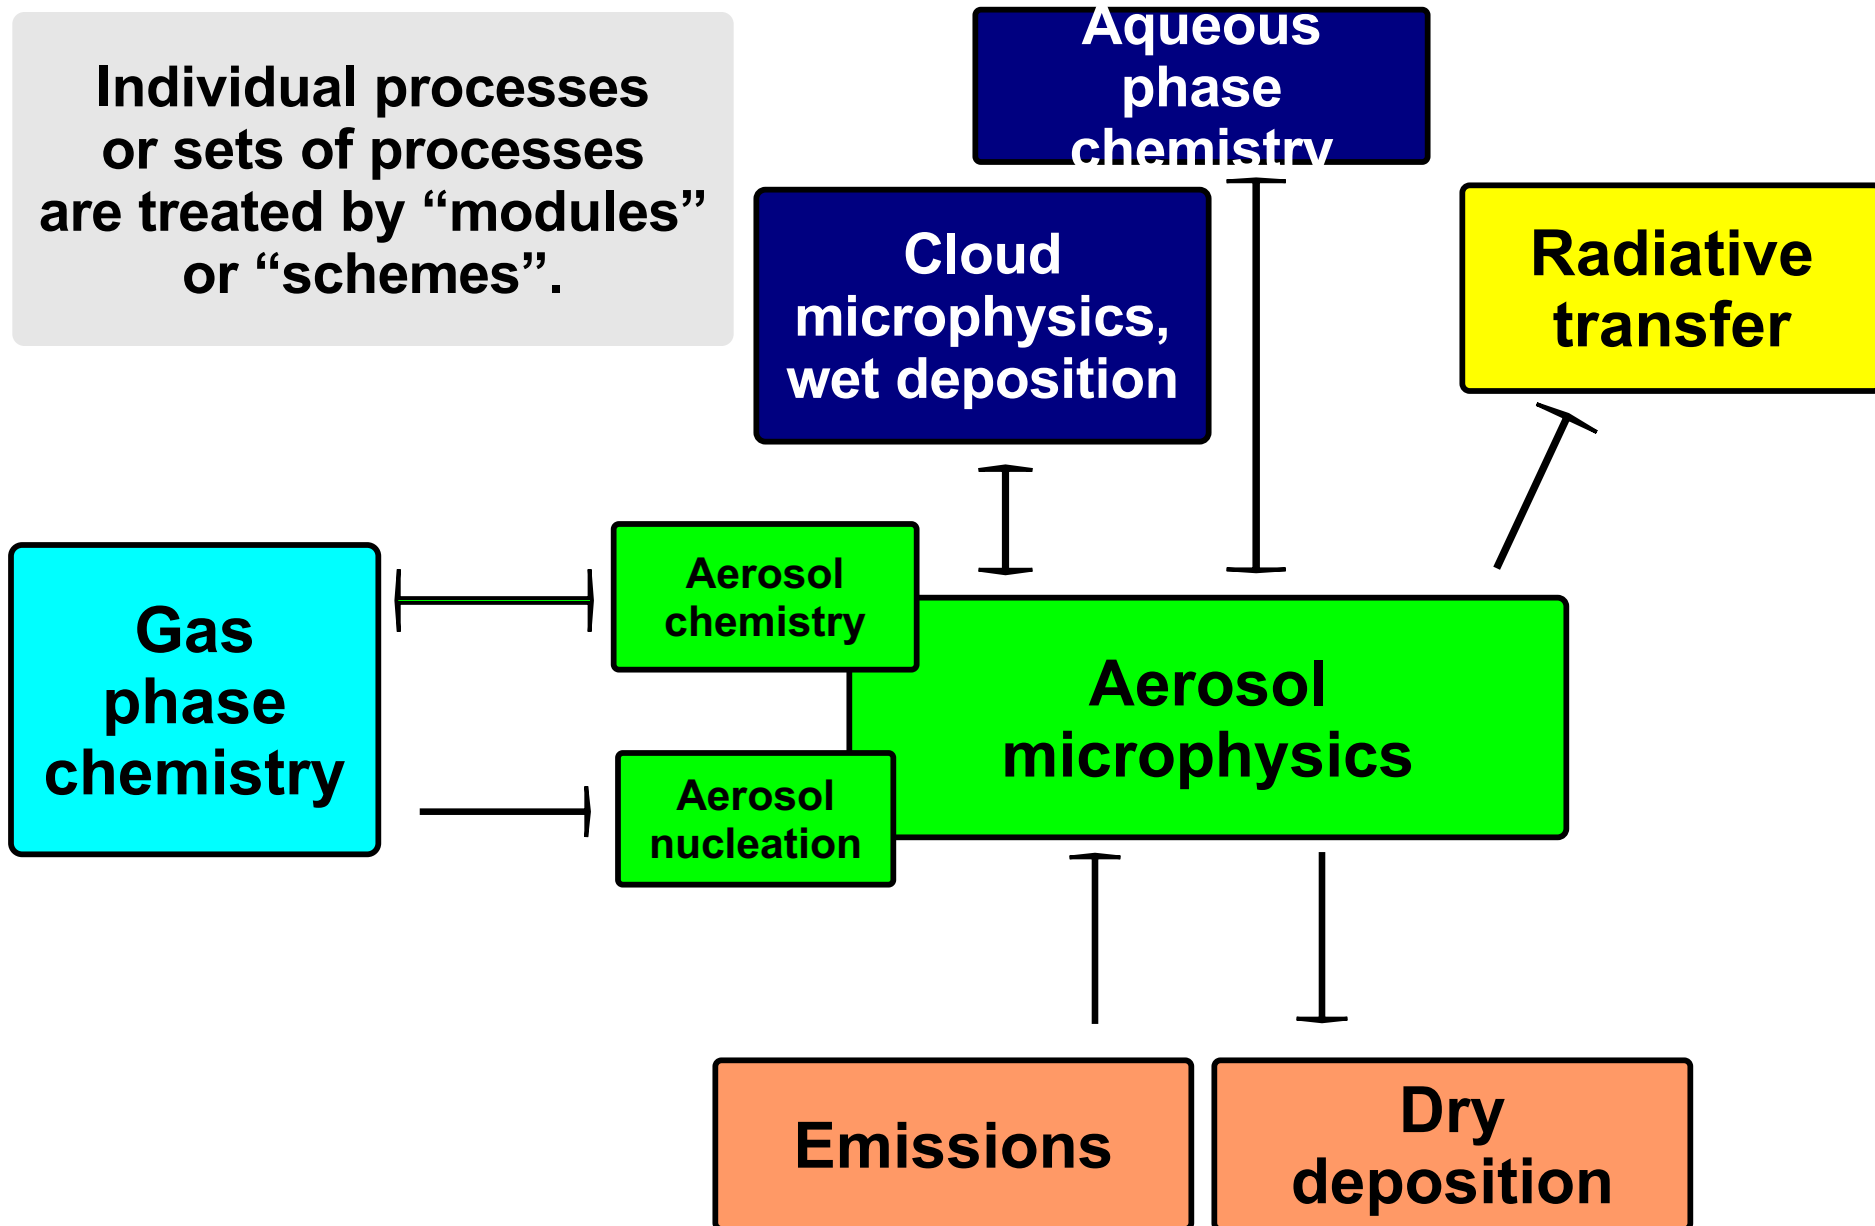 Individual processes
or sets of processes
are treated by “modules”
or “schemes”.
Aqueous
phase
chemistry
Cloud
microphysics,
wet deposition
Radiative
transfer
Gas
phase
chemistry
Aerosol
chemistry
Aerosol
microphysics
Aerosol
nucleation
Emissions
Dry
deposition